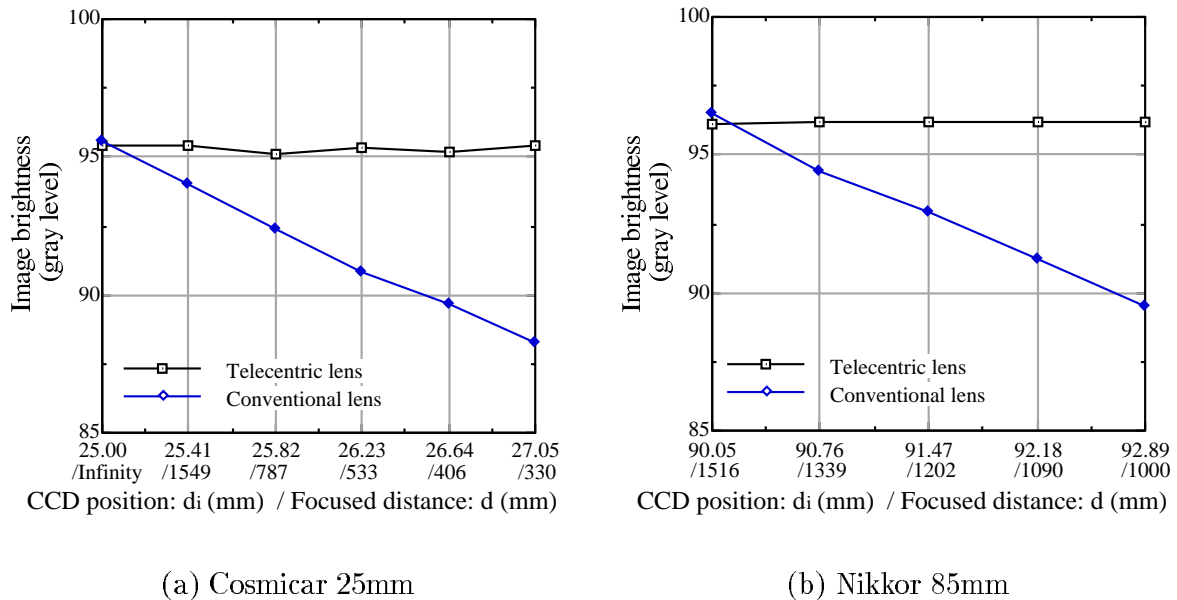 100
95
90
85
Image brightness
(gray level)
Telecentric lens
Conventional lens
25.00 25.41 25.82 26.23 26.64 27.05
/Infinity /1549 /787 /533 /406 /330
CCD position: di (mm) / Focused distance: d (mm)
(a) Cosmicar 25mm
100
95
90
85
Image brightness
(gray level)
Telecentric lens
Conventional lens
90.05 90.76 91.47 92.18 92.89
/1516 /1339 /1202 /1090 /1000
CCD position: di (mm) / Focused distance: d (mm)
(b) Nikkor 85mm